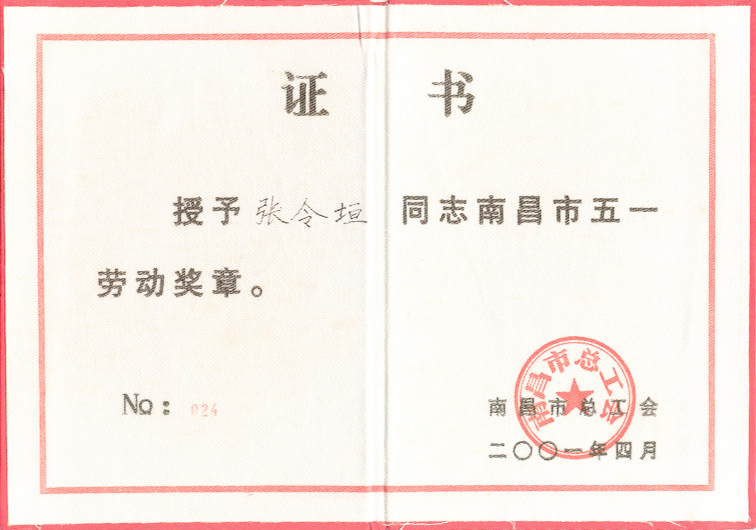 证 书
授予张令垣 同志南昌市五一
劳动奖章。
No: 024
南昌市总工会
南昌市总工会
二〇〇一年四月